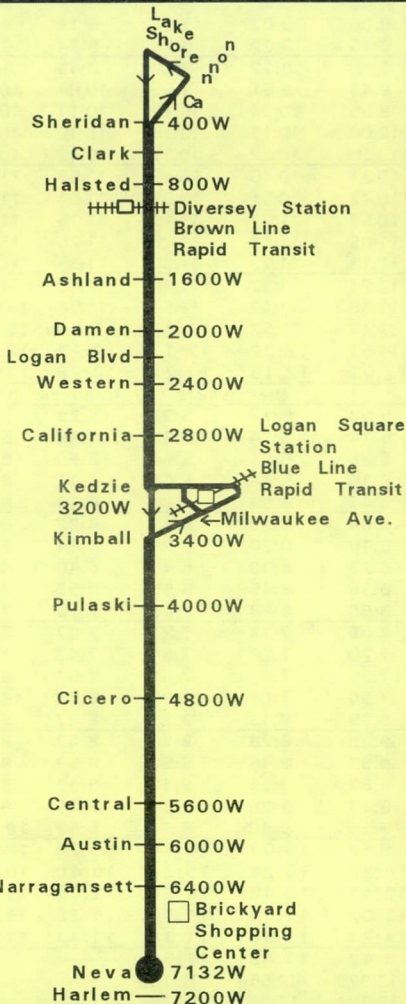 Lake
Shore
Cannon
Sheridan 400W
Clark
Halsted 800W
Diversey Station
Brown Line
Rapid Transit
Ashland 1600W
Damen 2000W
Logan Blvd
Western 2400W
California 2800W
Logan Square
Station
Blue Line
Rapid Transit
Kedzie
3200W
←Milwaukee Ave.
Kimball 3400W
Pulaski 4000W
Cicero 4800W
Central 5600W
Austin 6000W
Narragansett 6400W
Brickyard
Shopping
Center
Neva 7132W
Harlem 7200W